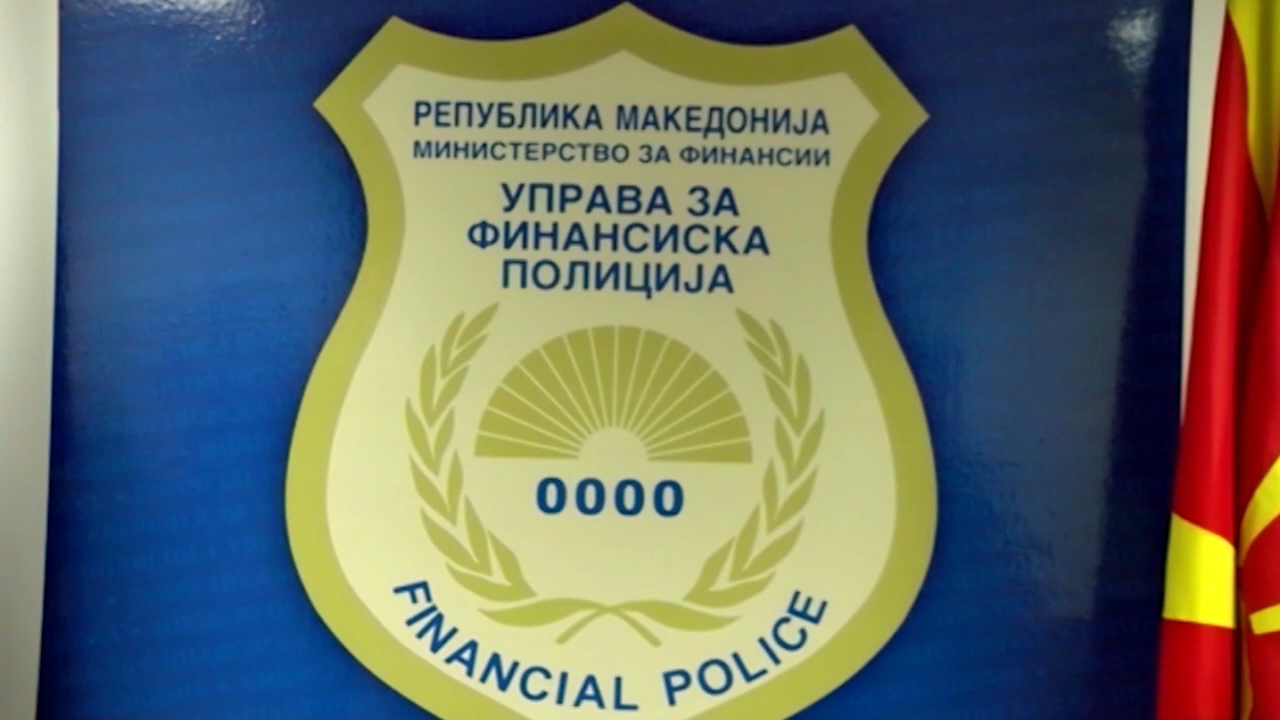 РЕПУБЛИКА МАКЕДОНИЈА
МИНИСТЕРСТВО ЗА ФИНАНСИИ
УПРАВА ЗА
ФИНАНСИСКА
ПОЛИЦИЈА
0000
FINANCIAL POLICE